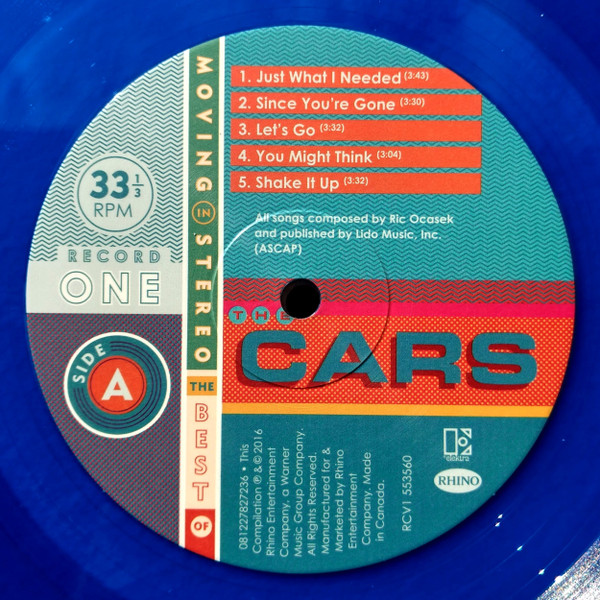 MOVING IN STEREO
THE BEST OF
THE
CARS
1. Just What I Needed (3:43)
2. Since You're Gone (3:30)
3. Let's Go (3:32)
4. You Might Think (3:04)
5. Shake It Up (3:32)
All songs composed by Ric Ocasek
and published by Lido Music, Inc.
(ASCAP)
33 1/3
RPM
RECORD
ONE
SIDE
A
081227827236 • This
Compilation ℗ & © 2016
Rhino Entertainment
Company, a Warner
Music Group Company.
All Rights Reserved.
Manufactured for &
Marketed by Rhino
Entertainment
Company. Made
in Canada.
RCV1 553560
RHINO